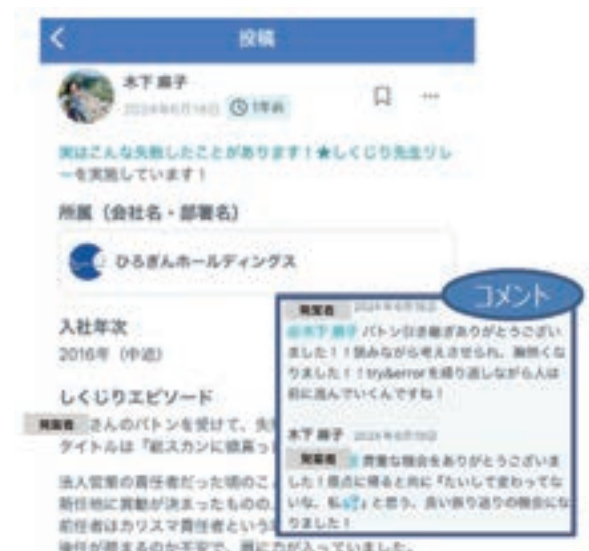 投稿
木下 麻子
2024年6月14日 1年前
実はこんな失敗したことがあります！★しくじり先生リレ
ーを実施しています！
所属（会社名・部署名）
ひろぎんホールディングス
入社年次
2016年（中途）
しくじりエピソード
発案者 さんのバトンを受けて、失
タイトルは『総スカンに
法人営業の責任者だった頃のこ
新任地に異動が決まったものの、
前任者はカリスマ責任者という
後任が務まるのか不安で、肩に力が入っていました。
コメント
発案者
@木下 麻子 バトン引き継ぎありがとうござい
ました！！読みながら考えさせられ、胸熱くな
りました！！try&errorを繰り返しながら人は
前に進んでいくんですね！
木下 麻子
発案者 貴重な機会をありがとうございま
した！原点に帰ると共に『たいして変わってな
いな、私』と思う、良い振り返りの機会にな
りました！